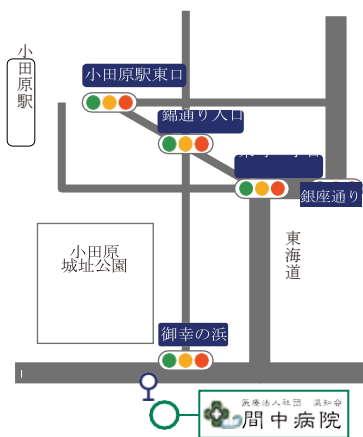 小田原駅
小田原駅東口
錦通り入口
銀座通り
東海道
小田原
城址公園
御幸の浜
医療法人社団 温知会
間中病院